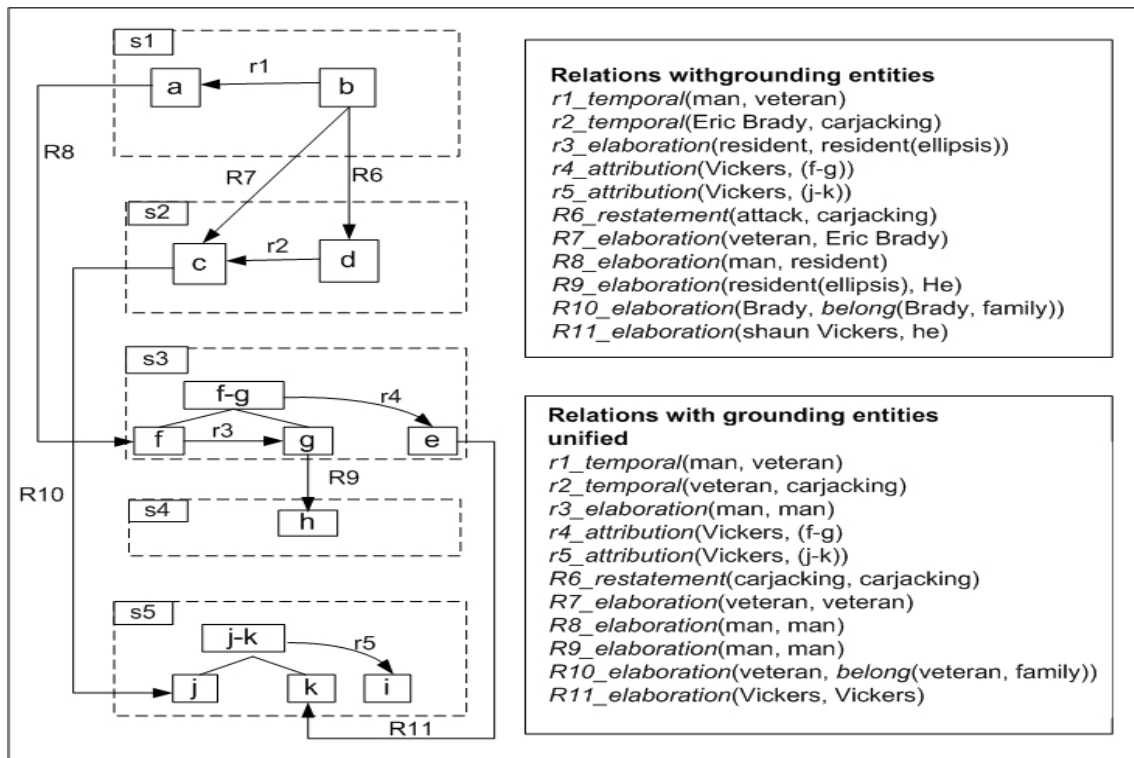 s1
a
r1
b
R8
R7
R6
s2
c
r2
d
s3
f-g
r4
f
r3
g
e
R10
R9
s4
h
s5
j-k
r5
j
k
i
R11
Relations withgrounding entities
r1_temporal(man, veteran)
r2_temporal(Eric Brady, carjacking)
r3_elaboration(resident, resident(ellipsis))
r4_attribution(Vickers, (f-g))
r5_attribution(Vickers, (j-k))
R6_restatement(attack, carjacking)
R7_elaboration(veteran, Eric Brady)
R8_elaboration(man, resident)
R9_elaboration(resident(ellipsis), He)
R10_elaboration(Brady, belong(Brady, family))
R11_elaboration(shaun Vickers, he)
Relations with grounding entities
unified
r1_temporal(man, veteran)
r2_temporal(veteran, carjacking)
r3_elaboration(man, man)
r4_attribution(Vickers, (f-g)
r5_attribution(Vickers, (j-k))
R6_restatement(carjacking, carjacking)
R7_elaboration(veteran, veteran)
R8_elaboration(man, man)
R9_elaboration(man, man)
R10_elaboration(veteran, belong(veteran, family))
R11_elaboration(Vickers, Vickers)